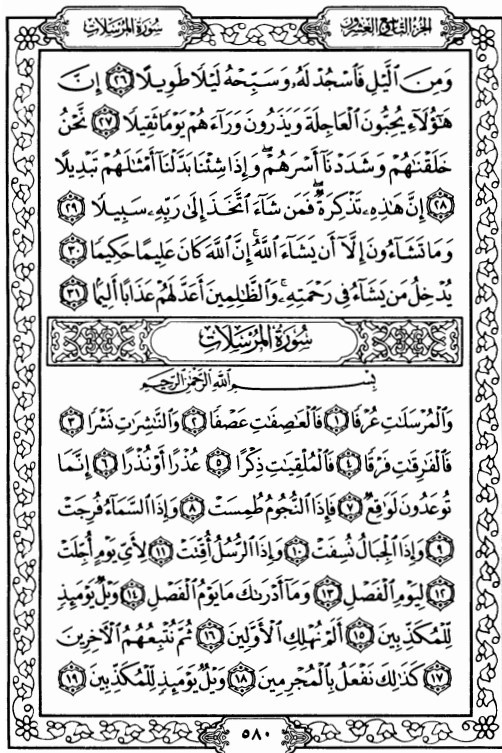 الجزء التاسع والعشرون
سورة المرسلات
وَمِنَ ٱلَّيۡلِ فَٱسۡجُدۡ لَهُۥ وَسَبِّحۡهُ لَيۡلٗا طَوِيلًا ٢٦ إِنَّ
هَٰٓؤُلَآءِ يُحِبُّونَ ٱلۡعَاجِلَةَ وَيَذَرُونَ وَرَآءَهُمۡ يَوۡمٗا ثَقِيلٗا ٢٧ نَّحۡنُ
خَلَقۡنَٰهُمۡ وَشَدَدۡنَآ أَسۡرَهُمۡۖ وَإِذَا شِئۡنَا بَدَّلۡنَآ أَمۡثَٰلَهُمۡ تَبۡدِيلًا
٢٨ إِنَّ هَٰذِهِۦ تَذۡكِرَةٞۖ فَمَن شَآءَ ٱتَّخَذَ إِلَىٰ رَبِّهِۦ سَبِيلٗا ٢٩
وَمَا تَشَآءُونَ إِلَّآ أَن يَشَآءَ ٱللَّهُۚ إِنَّ ٱللَّهَ كَانَ عَلِيمًا حَكِيمٗا ٣٠
يُدۡخِلُ مَن يَشَآءُ فِي رَحۡمَتِهِۦۚ وَٱلظَّٰلِمِينَ أَعَدَّ لَهُمۡ عَذَابًا أَلِيمَۢا ٣١
سُورَةُ المُرۡسَلَات
بِسۡمِ ٱللَّهِ ٱلرَّحۡمَٰنِ ٱلرَّحِيمِ
وَٱلۡمُرۡسَلَٰتِ عُرۡفٗا ١ فَٱلۡعَٰصِفَٰتِ عَصۡفٗا ٢ وَٱلنَّٰشِرَٰتِ نَشۡرٗا ٣
فَٱلۡفَٰرِقَٰتِ فَرۡقٗا ٤ فَٱلۡمُلۡقِيَٰتِ ذِكۡرًا ٥ عُذۡرًا أَوۡ نُذۡرًا ٦ إِنَّمَا
تُوعَدُونَ لَوَٰقِعٞ ٧ فَإِذَا ٱلنُّجُومُ طُمِسَتۡ ٨ وَإِذَا ٱلسَّمَآءُ فُرِجَتۡ
٩ وَإِذَا ٱلۡجِبَالُ نُسِفَتۡ ١٠ وَإِذَا ٱلرُّسُلُ أُقِّتَتۡ ١١ لِأَيِّ يَوۡمٍ أُجِّلَتۡ
١٢ لِيَوۡمِ ٱلۡفَصۡلِ ١٣ وَمَآ أَدۡرَىٰكَ مَا يَوۡمُ ٱلۡفَصۡلِ ١٤ وَيۡلٞ يَوۡمَئِذٖ
لِّلۡمُكَذِّبِينَ ١٥ أَلَمۡ نُهۡلِكِ ٱلۡأَوَّلِينَ ١٦ ثُمَّ نُتۡبِعُهُمُ ٱلۡأٓخِرِينَ
١٧ كَذَٰلِكَ نَفۡعَلُ بِٱلۡمُجۡرِمِينَ ١٨ وَيۡلٞ يَوۡمَئِذٖ لِّلۡمُكَذِّبِينَ ١٩
٥٨٠